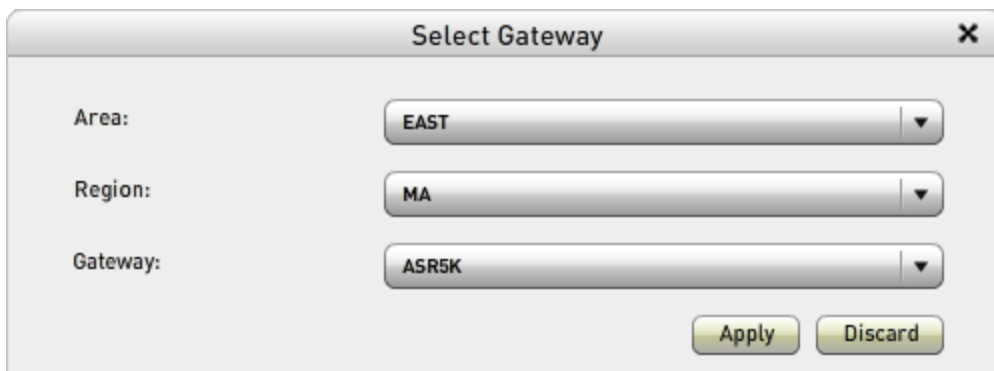 Select Gateway
Area: EAST
Region: MA
Gateway: ASR5K
Apply Discard